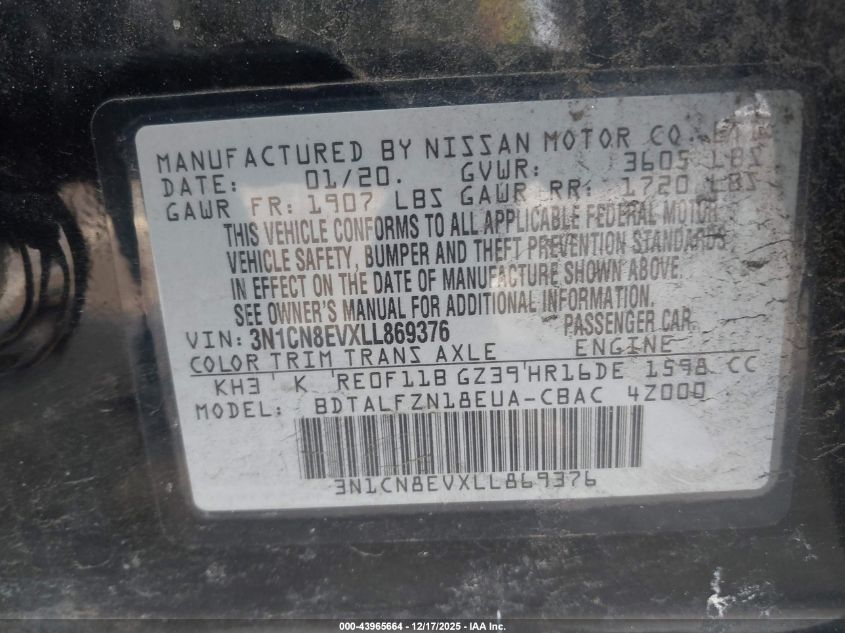 MANUFACTURED BY NISSAN MOTOR CO.
DATE: 01/20. GVWR: 3605 LBS
GAWR FR: 1907 LBS GAWR RR: 1720 LBS
THIS VEHICLE CONFORMS TO ALL APPLICABLE FEDERAL MOTOR
VEHICLE SAFETY, BUMPER AND THEFT PREVENTION STANDARDS
IN EFFECT ON THE DATE OF MANUFACTURE SHOWN ABOVE.
SEE OWNER'S MANUAL FOR ADDITIONAL INFORMATION.
VIN: 3N1CN8EVXLL869376 PASSENGER CAR
COLOR TRIM TRANS AXLE ENGINE
KH3 K RE0F11B GZ39 HR16DE 1598 CC
MODEL: BDTALFZN18EUA-CBAC 4Z000
3N1CN8EVXLL869376
000-43965664 | 12/17/2025 - IAA Inc.